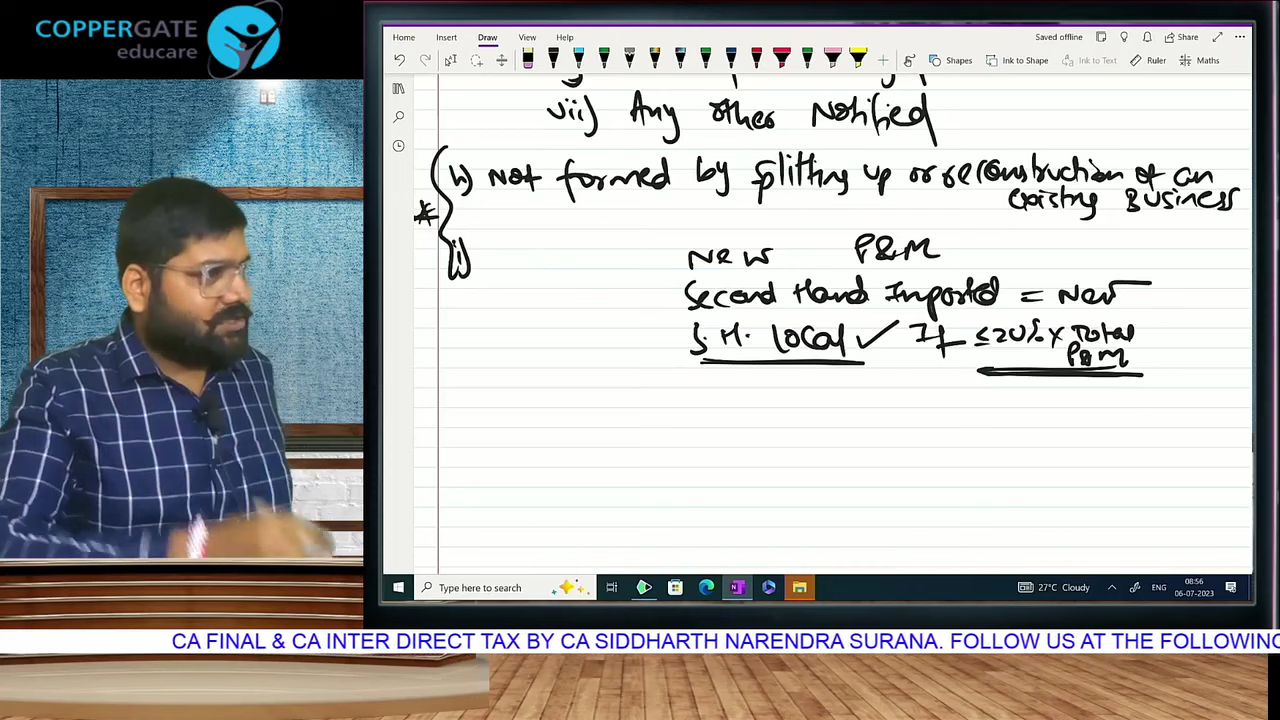 COPPERGATE
educare
Home Insert Draw View Help
Saved offline
Share
Shapes
Ink to Shape
Ink to Text
Ruler
Maths
vii) Any other Notified
h) Not formed by splitting up or reconstruction of an
existing Business
i)
New P&M
Second Hand Imported = New
S.H. Local ✓ If ≤20% x Total
P&M
Type here to search
27°C Cloudy
ENG
08:56
06-07-2023
CA FINAL & CA INTER DIRECT TAX BY CA SIDDHARTH NARENDRA SURANA. FOLLOW US AT THE FOLLOWING